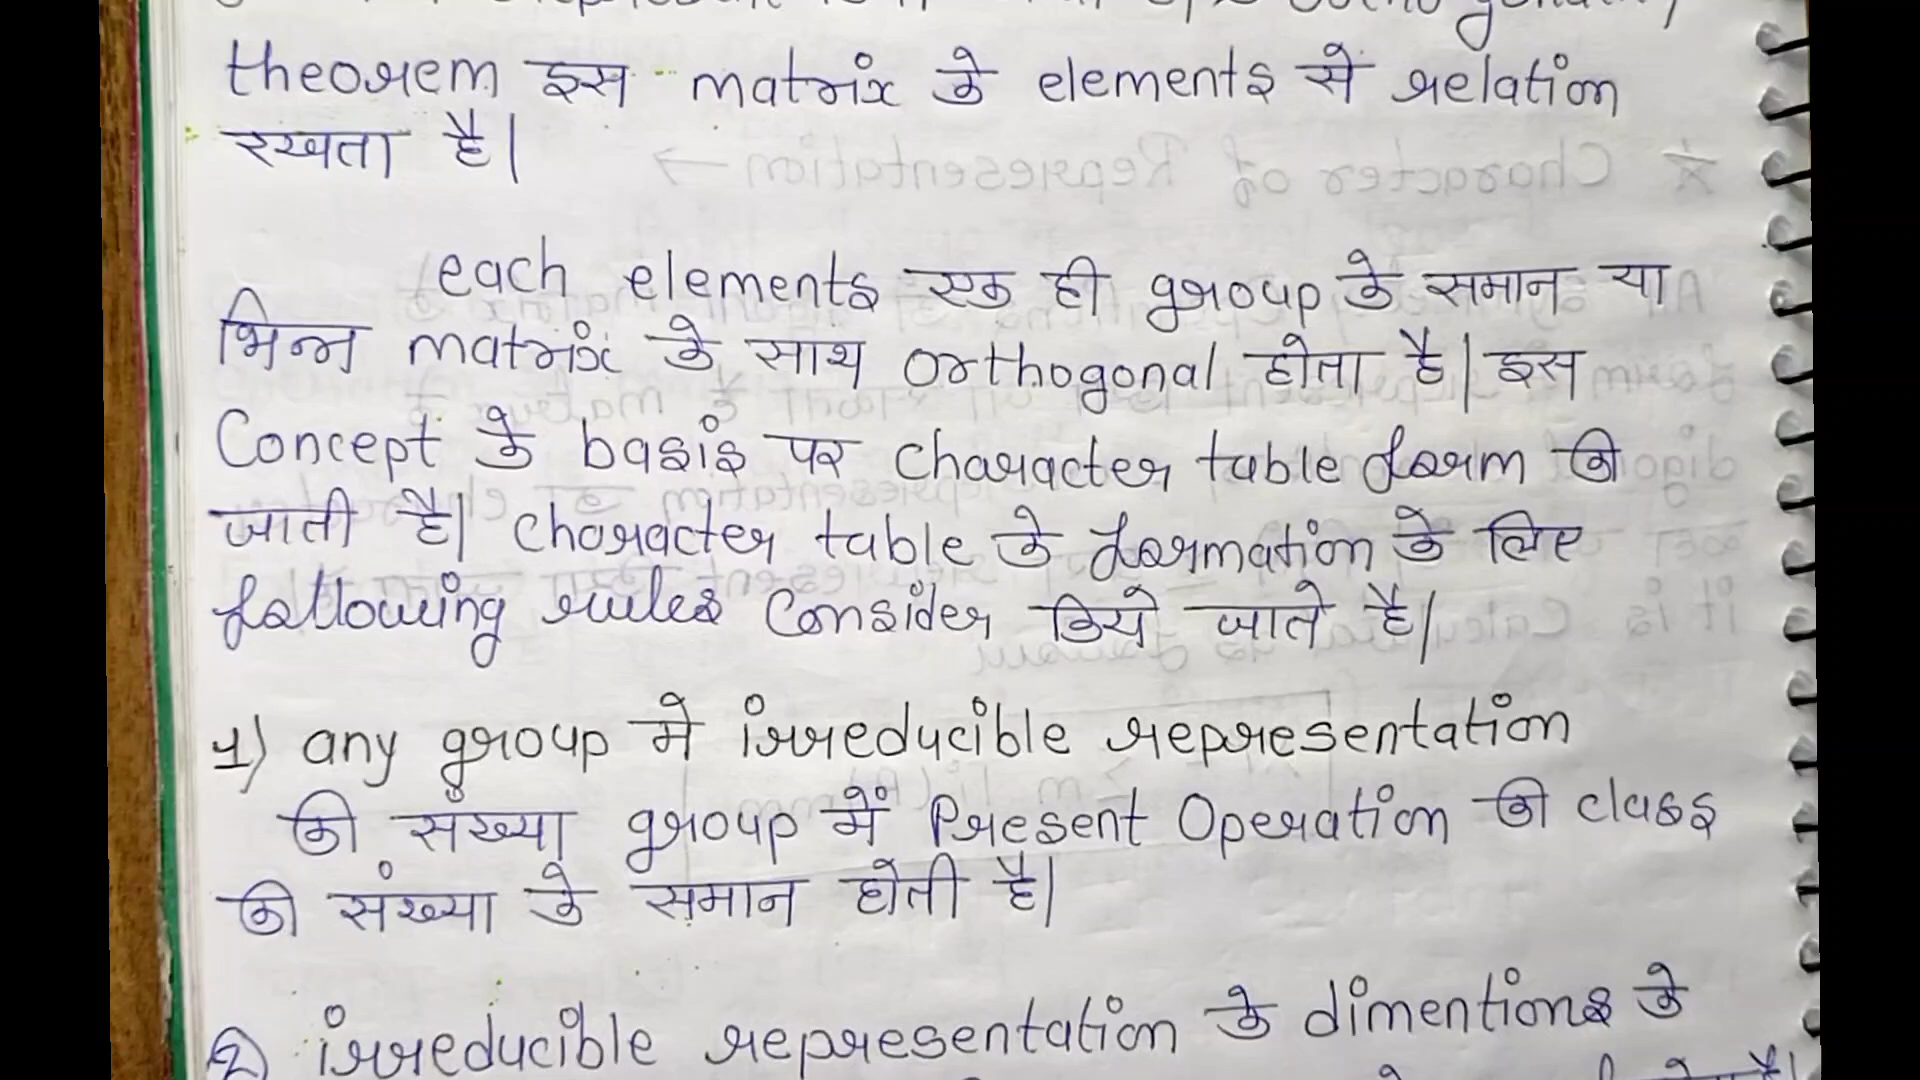 theorem इस matrix के elements से relation
रखता है।
each elements एक ही group के समान या
भिन्न matrix के साथ orthogonal होता है। इस
Concept के basis पर character table form की
जाती है। character table के formation के लिए
following rules Consider किये जाते है।
1) any group मे irreducible representation
की संख्या group में Present Operation की class
की संख्या के समान होती है।
2) irreducible representation के dimentions के